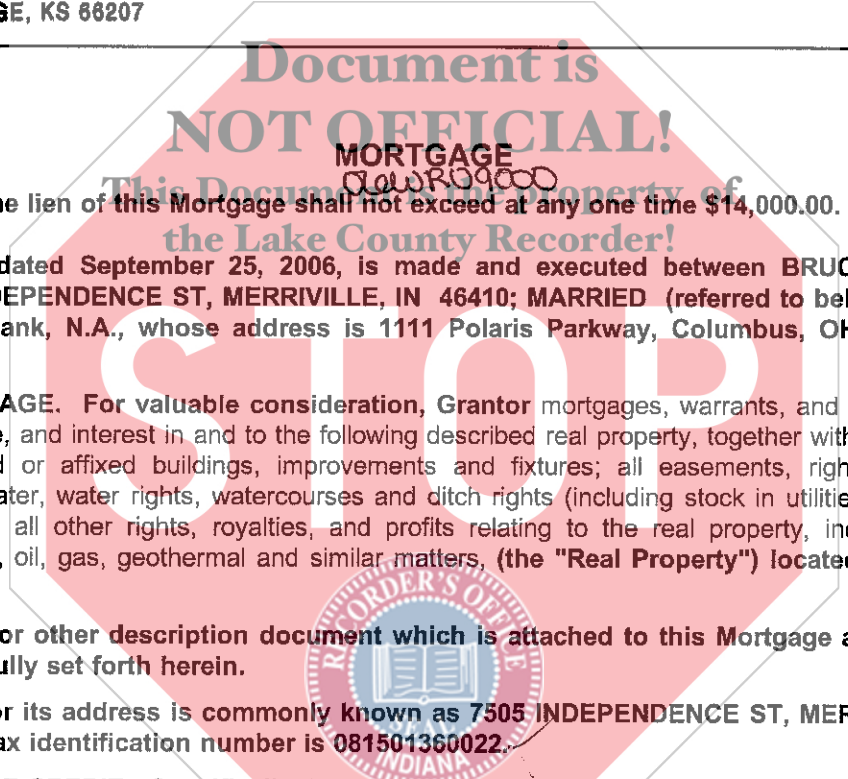 GE, KS 66207
Document is
NOT OFFICIAL!
MORTGAGE
This Document is the property of
he lien of this Mortgage shall not exceed at any one time $14,000.00.
the Lake County Recorder!
dated September 25, 2006, is made and executed between BRUC
DEPENDENCE ST, MERRIVILLE, IN 46410; MARRIED (referred to bel
ank, N.A., whose address is 1111 Polaris Parkway, Columbus, OH
STOP
AGE. For valuable consideration, Grantor mortgages, warrants, and
, and interest in and to the following described real property, together with
d or affixed buildings, improvements and fixtures; all easements, righ
ater, water rights, watercourses and ditch rights (including stock in utilitie
all other rights, royalties, and profits relating to the real property, inc
, oil, gas, geothermal and similar matters, (the "Real Property") locate
RECORDER'S OFFICE
or other description document which is attached to this Mortgage a
ully set forth herein.
or its address is commonly known as 7505 INDEPENDENCE ST, MER
ax identification number is 081501360022.
SEAL
INDIANA